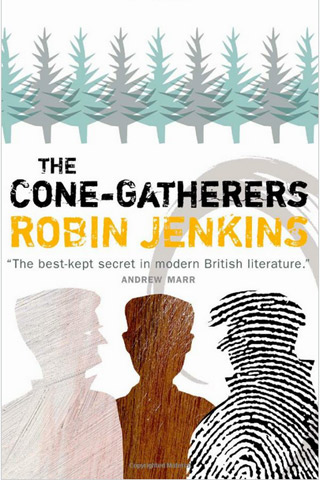 THE
CONE-GATHERERS
ROBIN JENKINS
“The best-kept secret in modern British literature.”
ANDREW MARR